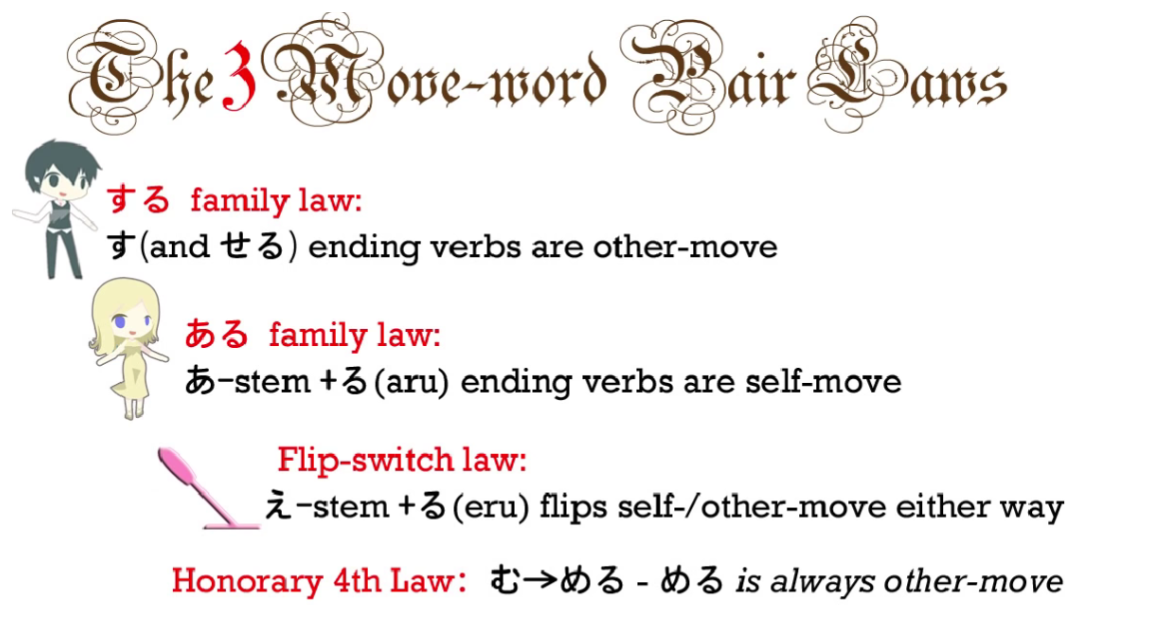 The 3 Move-word Pair Laws
する family law:
す(and せる) ending verbs are other-move
ある family law:
あ-stem +る(aru) ending verbs are self-move
Flip-switch law:
え-stem +る(eru) flips self-/other-move either way
Honorary 4th Law: む→める - める is always other-move